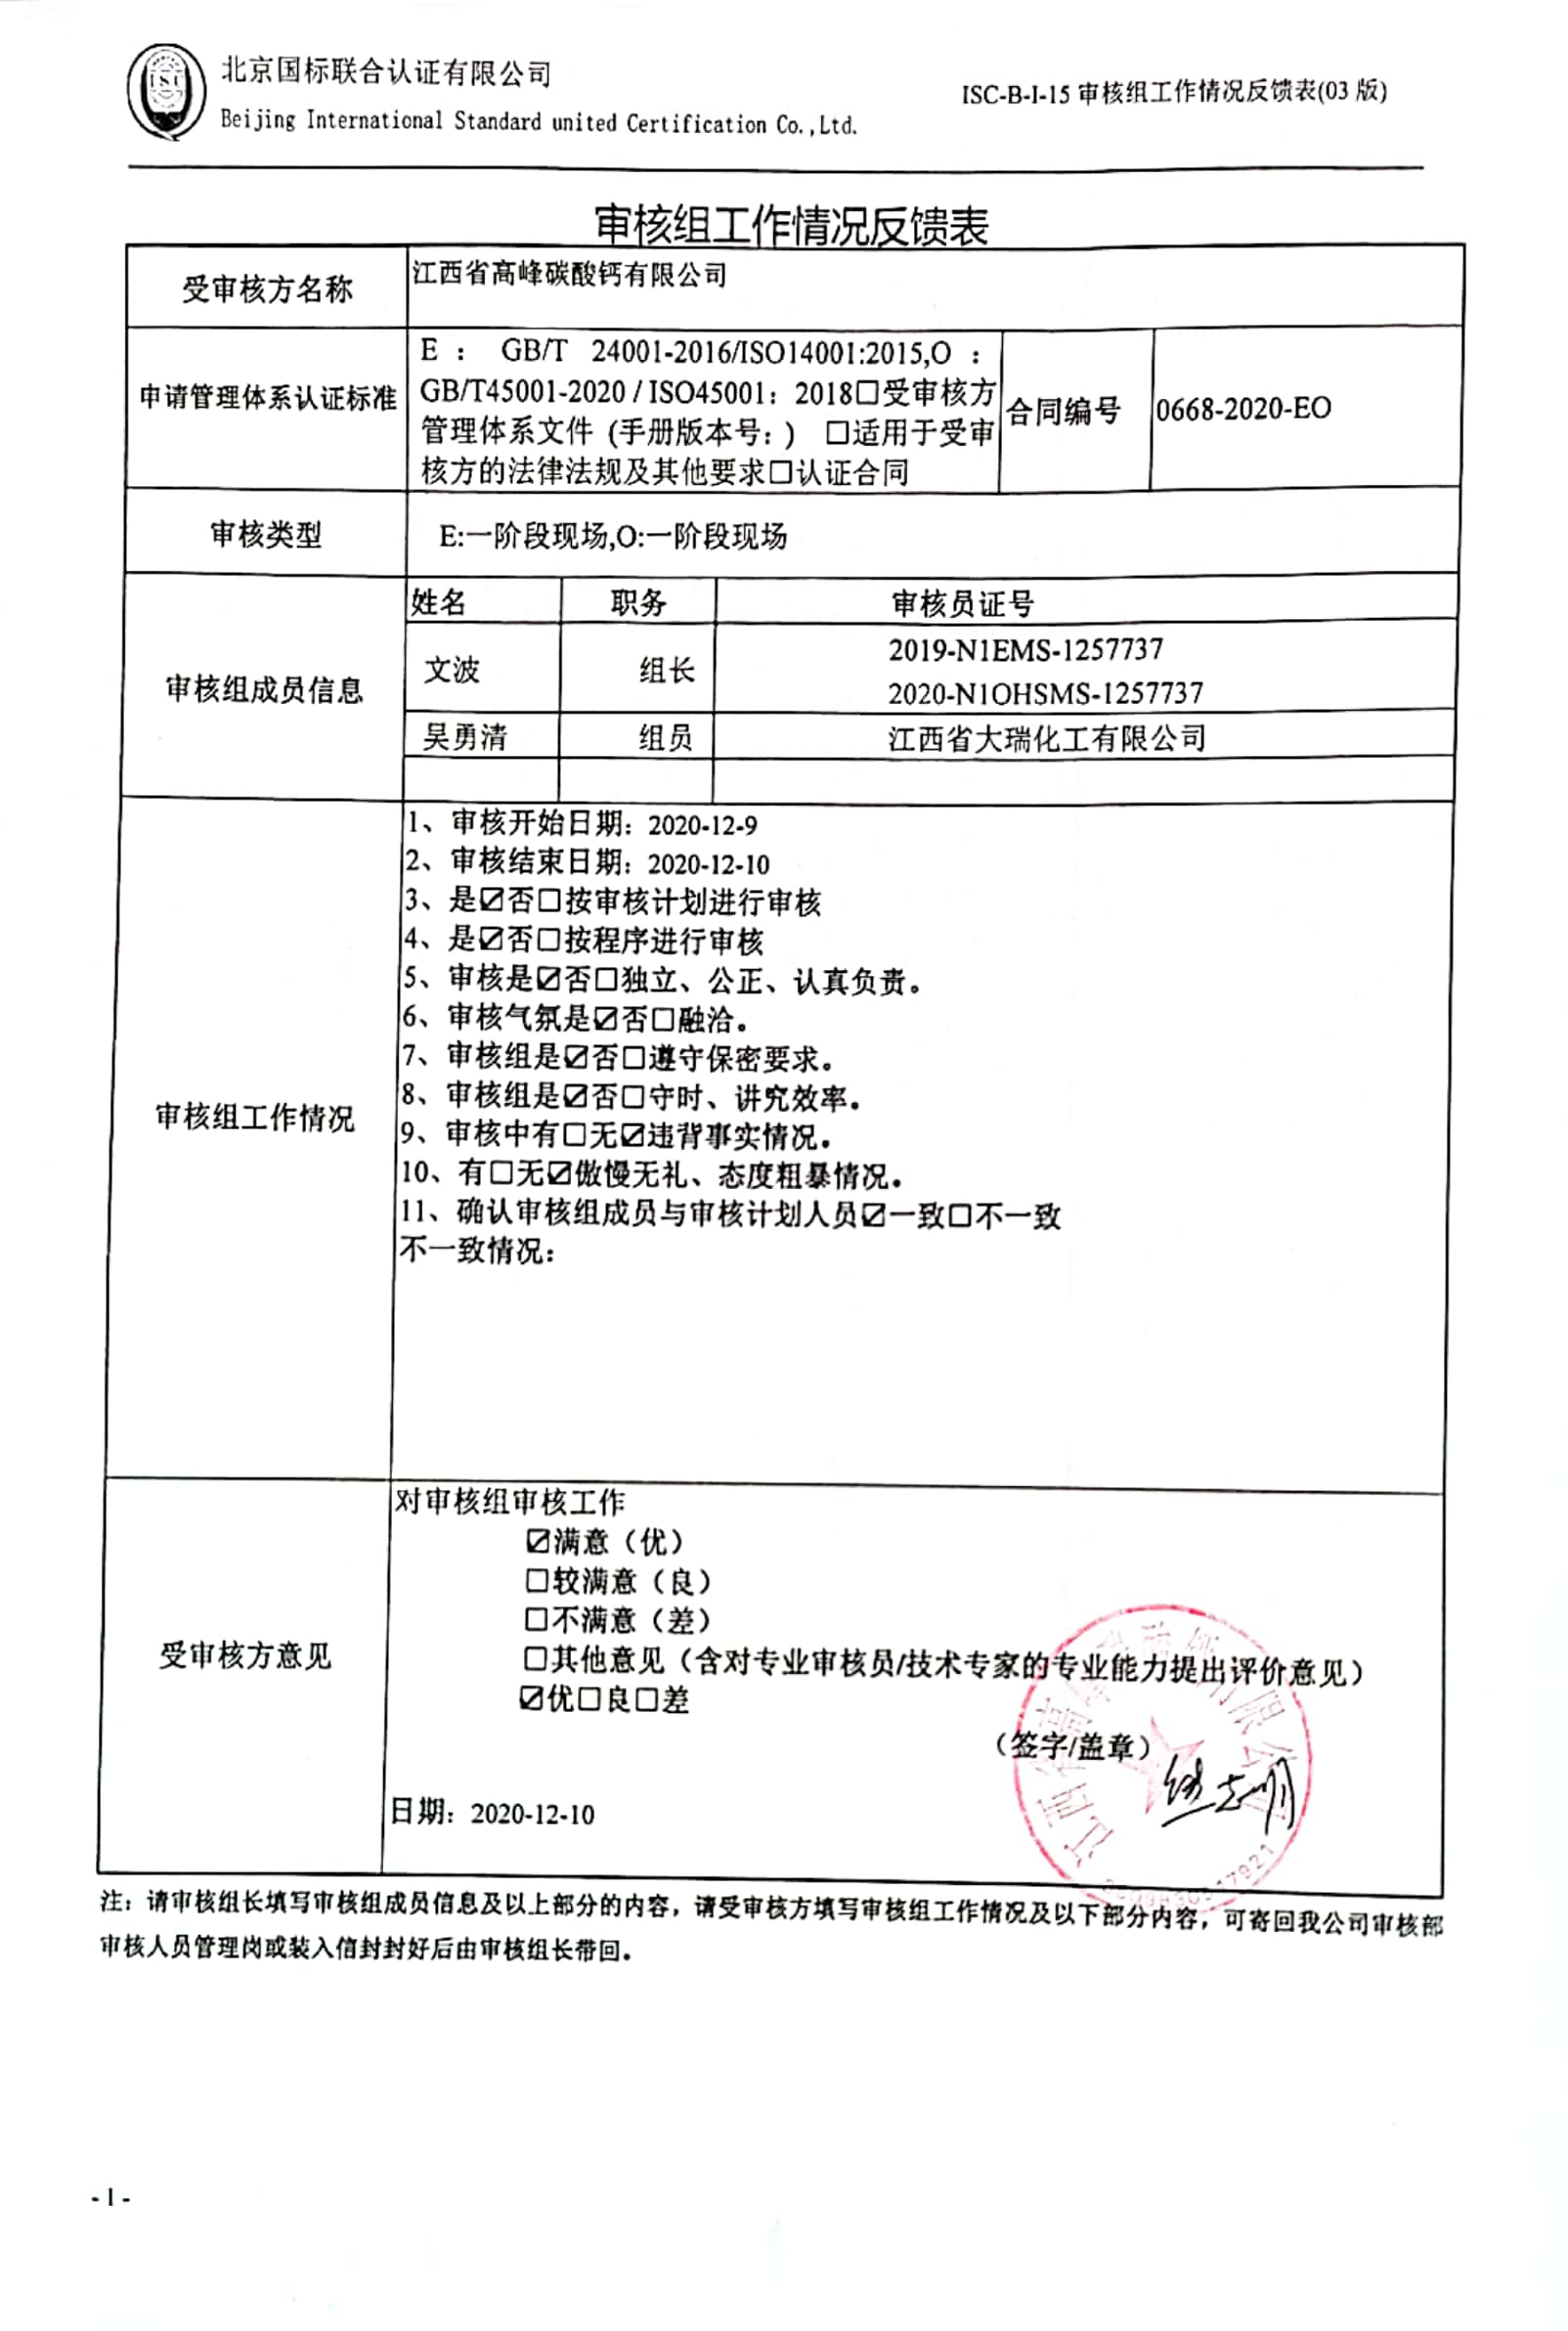 北京国标联合认证有限公司
Beijing International Standard united Certification Co.,Ltd.
ISC-B-I-15 审核组工作情况反馈表(03 版)
ISC
审核组工作情况反馈表
受审核方名称
江西省高峰碳酸钙有限公司
申请管理体系认证标准
E : GB/T 24001-2016/ISO14001:2015,O :
GB/T45001-2020 / ISO45001: 2018□受审核方
管理体系文件 (手册版本号: ) □适用于受审
核方的法律法规及其他要求□认证合同
合同编号
0668-2020-EO
审核类型
E:一阶段现场,O:一阶段现场
审核组成员信息
姓名 职务 审核员证号
文波 组长 2019-N1EMS-1257737
2020-N1OHSMS-1257737
吴勇清 组员 江西省大瑞化工有限公司
审核组工作情况
1、审核开始日期: 2020-12-9
2、审核结束日期: 2020-12-10
3、是☑否□按审核计划进行审核
4、是☑否□按程序进行审核
5、审核是☑否□独立、公正、认真负责。
6、审核气氛是☑否□融洽。
7、审核组是☑否□遵守保密要求。
8、审核组是☑否□守时、讲究效率。
9、审核中有□无☑违背事实情况。
10、有□无☑傲慢无礼、态度粗暴情况。
11、确认审核组成员与审核计划人员☑一致□不一致
不一致情况:
受审核方意见
对审核组审核工作
☑满意（优）
□较满意（良）
□不满意（差）
□其他意见（含对专业审核员/技术专家的专业能力提出评价意见）
☑优□良□差
（签字/盖章）
日期: 2020-12-10
注: 请审核组长填写审核组成员信息及以上部分的内容，请受审核方填写审核组工作情况及以下部分内容，可寄回我公司审核部
审核人员管理岗或装入信封封好后由审核组长带回。
- 1 -